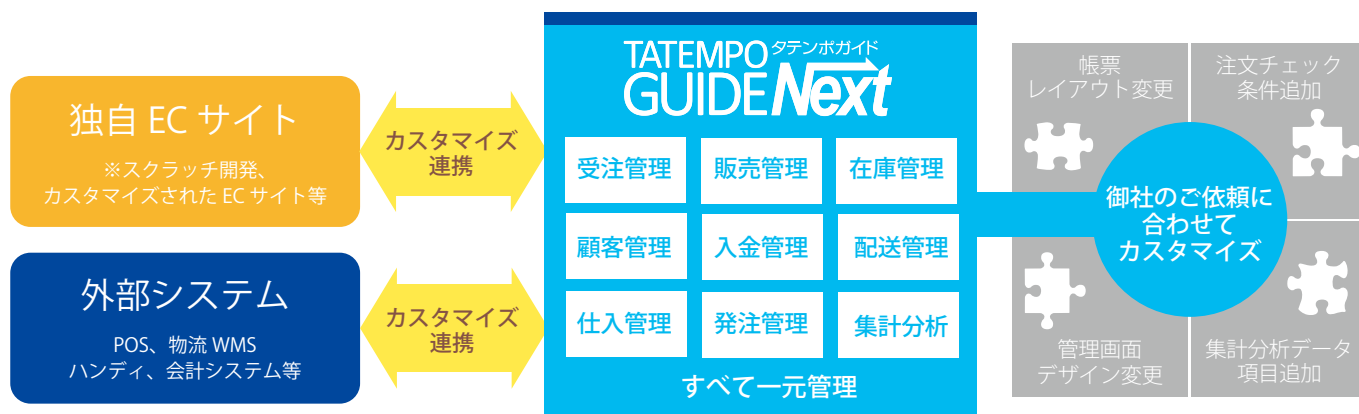 独自 EC サイト
※スクラッチ開発、
カスタマイズされた EC サイト等
外部システム
POS、物流 WMS
ハンディ、会計システム等
カスタマイズ
連携
カスタマイズ
連携
TATEMPO タテンポガイド
GUIDE Next
受注管理 販売管理 在庫管理
顧客管理 入金管理 配送管理
仕入管理 発注管理 集計分析
すべて一元管理
帳票
レイアウト変更
注文チェック
条件追加
御社のご依頼に
合わせて
カスタマイズ
管理画面
デザイン変更
集計分析データ
項目追加